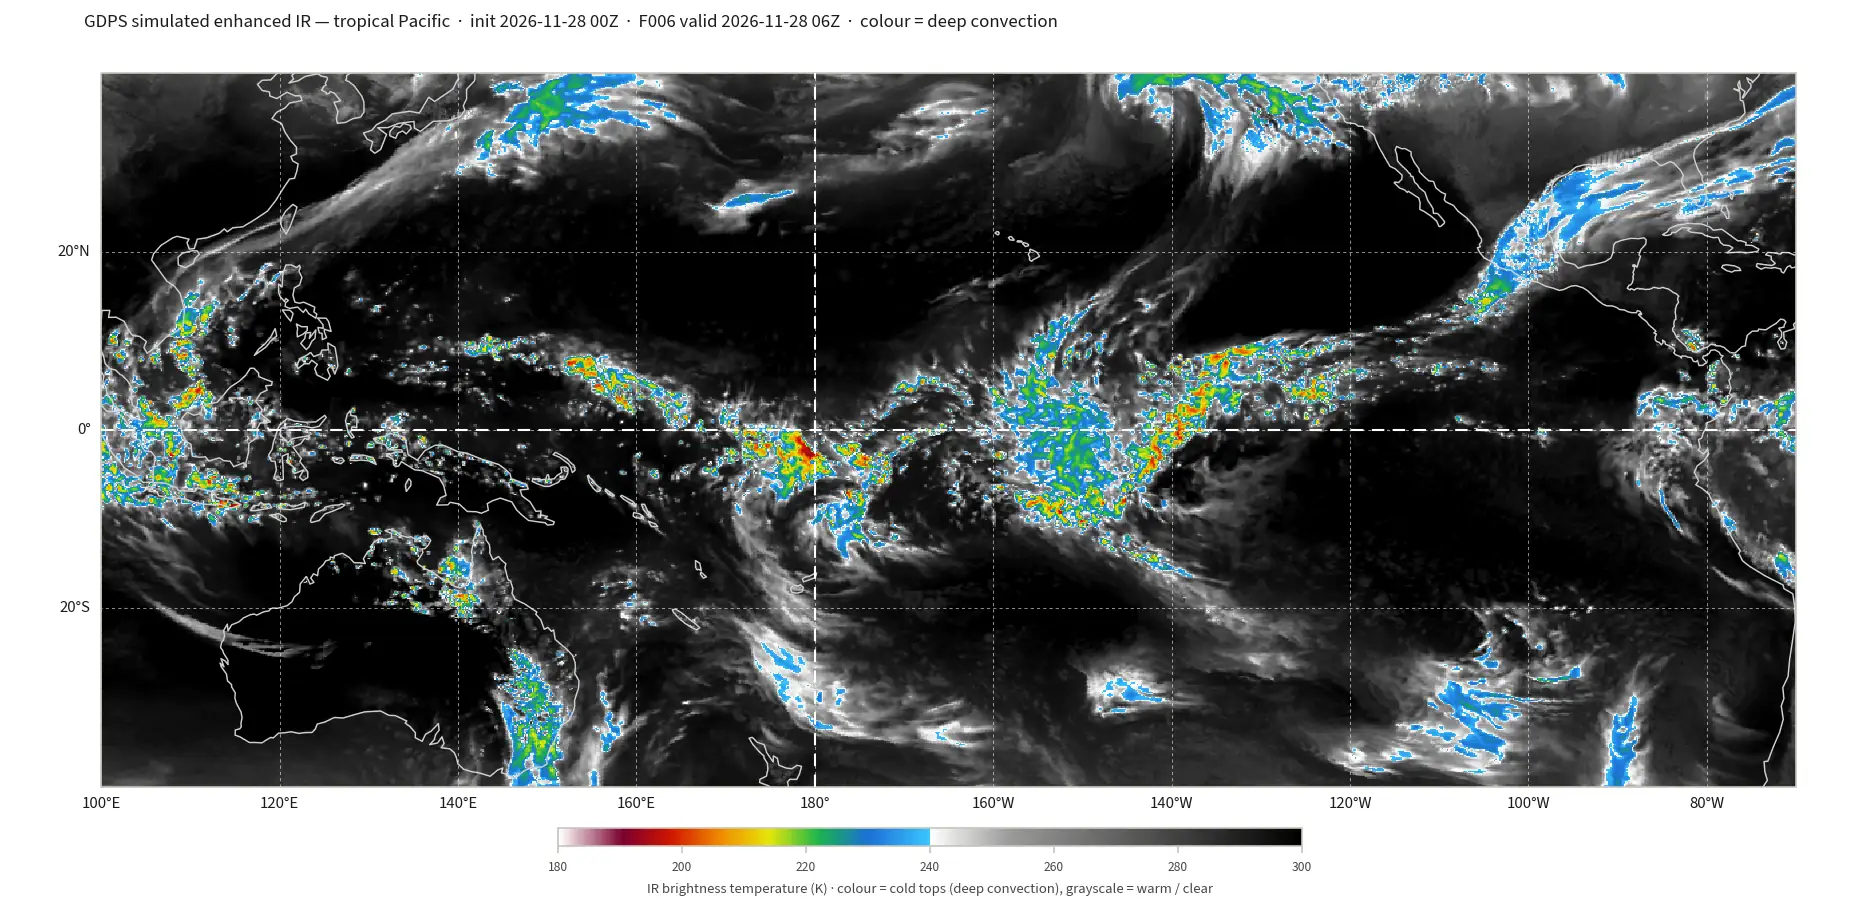 GDPS simulated enhanced IR — tropical Pacific · init 2026-11-28 00Z · F006 valid 2026-11-28 06Z · colour = deep convection
20°N
0°
20°S
100°E 120°E 140°E 160°E 180° 160°W 140°W 120°W 100°W 80°W
180 200 220 240 260 280 300
IR brightness temperature (K) · colour = cold tops (deep convection), grayscale = warm / clear